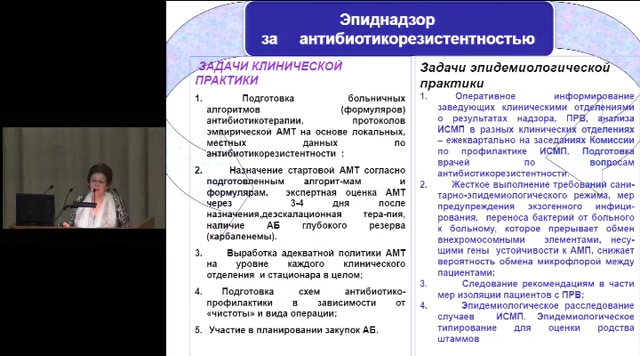 Эпиднадзор
за антибиотикорезистентностью
ЗАДАЧИ КЛИНИЧЕСКОЙ
ПРАКТИКИ
1. Подготовка больничных
алгоритмов (формуляров)
антибиотикотерапии, протоколов
эмпирической АМТ на основе локальных,
местных данных по
антибиотикорезистентности ;
2. Назначение стартовой АМТ согласно
подготовленным алгорит-мам и
формулярам, экспертная оценка АМТ
через 3-4 дня после
назначения,деэскалационная тера-пия,
наличие АБ глубокого резерва
(карбапенемы).
3. Выработка адекватной политики АМТ
на уровне каждого клинического
отделения и стационара в целом;
4. Подготовка схем антибиотико-
профилактики в зависимости от
«чистоты» и вида операции;
5. Участие в планировании закупок АБ.
Задачи эпидемиологической
практики
1. Оперативное информирование
заведующих клиническими отделениями
о результатах надзора, ПРВ, анализа
ИСМП в разных клинических отделениях
– ежеквартально на заседаниях Комиссии
по профилактике ИСМП. Подготовка
врачей по вопросам
антибиотикорезистентности.
2. Жесткое выполнение требований сани-
тарно-эпидемиологического режима, мер
предупреждения экзогенного инфици-
рования, переноса бактерий от больного
к больному, которое прерывает обмен
внехромосомными элементами, несу-
щими гены устойчивости к АМП, снижает
вероятность обмена микрофлорой между
пациентами;
3. Следование рекомендациям в части
мер изоляции пациентов с ПРВ;
4. Эпидемиологическое расследование
случаев ИСМП. Эпидемиологическое
типирование для оценки родства
штаммов